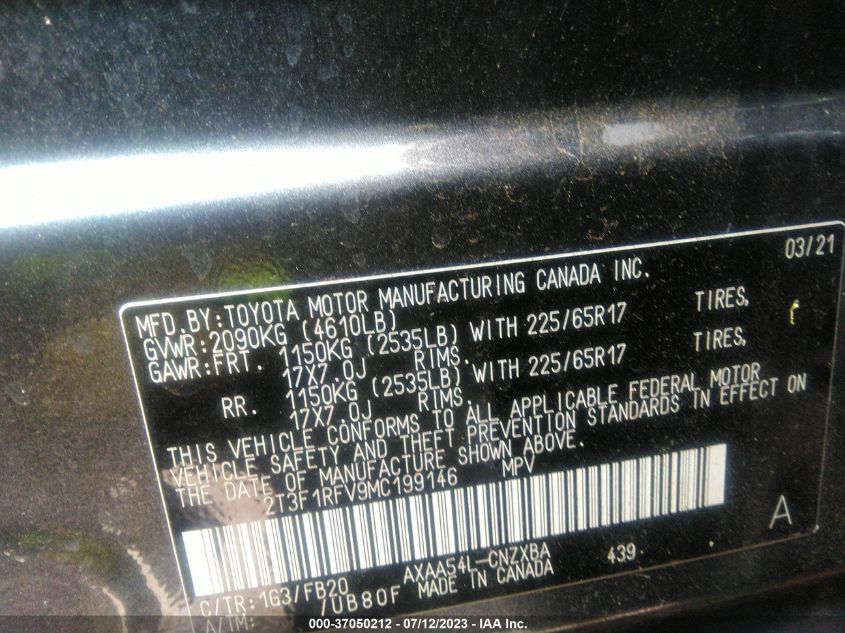 03/21
MFD.BY:TOYOTA MOTOR MANUFACTURING CANADA INC.
GVWR:2090KG (4610LB)
GAWR:FRT. 1150KG (2535LB) WITH 225/65R17 TIRES,
17X7.0J RIMS.
RR. 1150KG (2535LB) WITH 225/65R17 TIRES,
17X7.0J RIMS.
THIS VEHICLE CONFORMS TO ALL APPLICABLE FEDERAL MOTOR
VEHICLE SAFETY AND THEFT PREVENTION STANDARDS IN EFFECT ON
THE DATE OF MANUFACTURE SHOWN ABOVE.
2T3F1RFV9MC199146 MPV
A
AXAA54L-CNZXBA 439
C/TR:1G3/FB20 MADE IN CANADA
A/TM: /UB80F
000-37050212 - 07/12/2023 - IAA Inc.